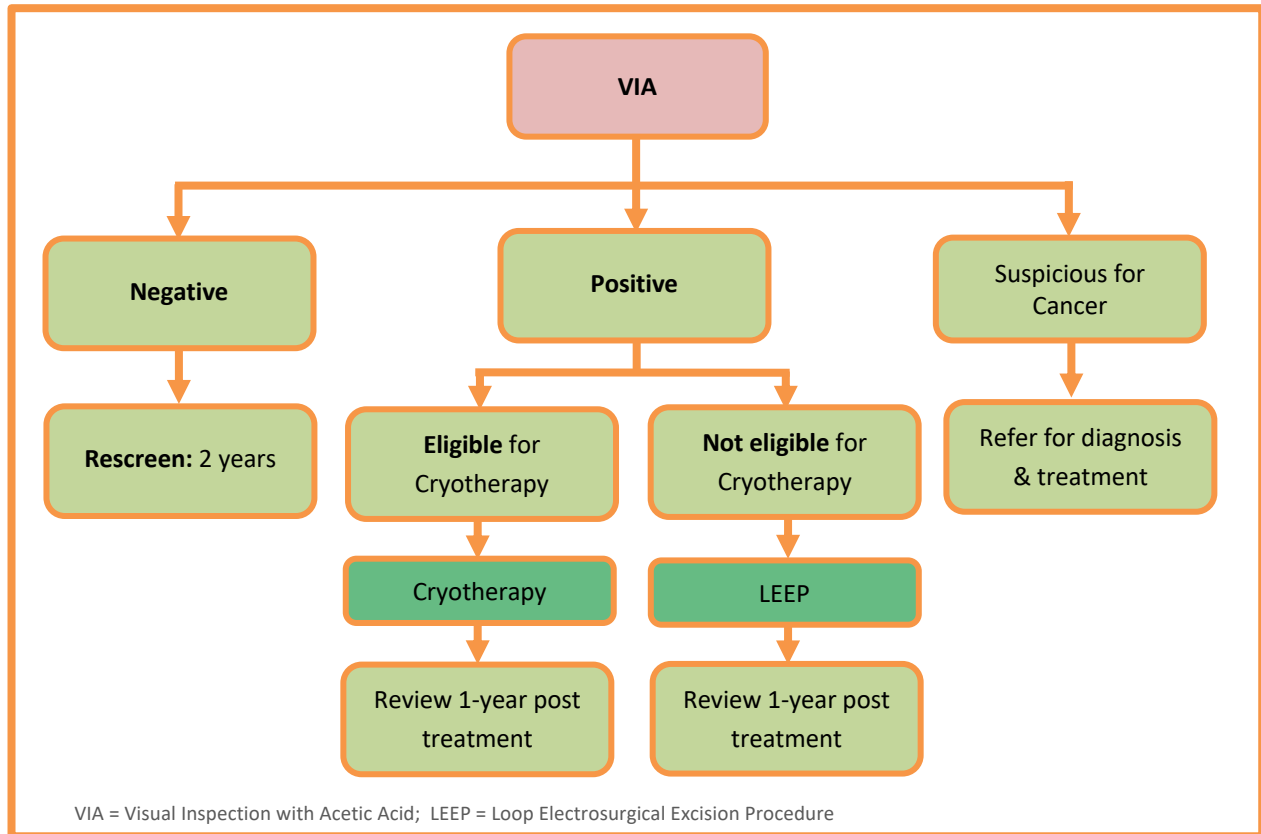 VIA
Negative
Positive
Suspicious for
Cancer
Rescreen: 2 years
Eligible for
Cryotherapy
Not eligible for
Cryotherapy
Refer for diagnosis
& treatment
Cryotherapy
LEEP
Review 1-year post
treatment
Review 1-year post
treatment
VIA = Visual Inspection with Acetic Acid; LEEP = Loop Electrosurgical Excision Procedure